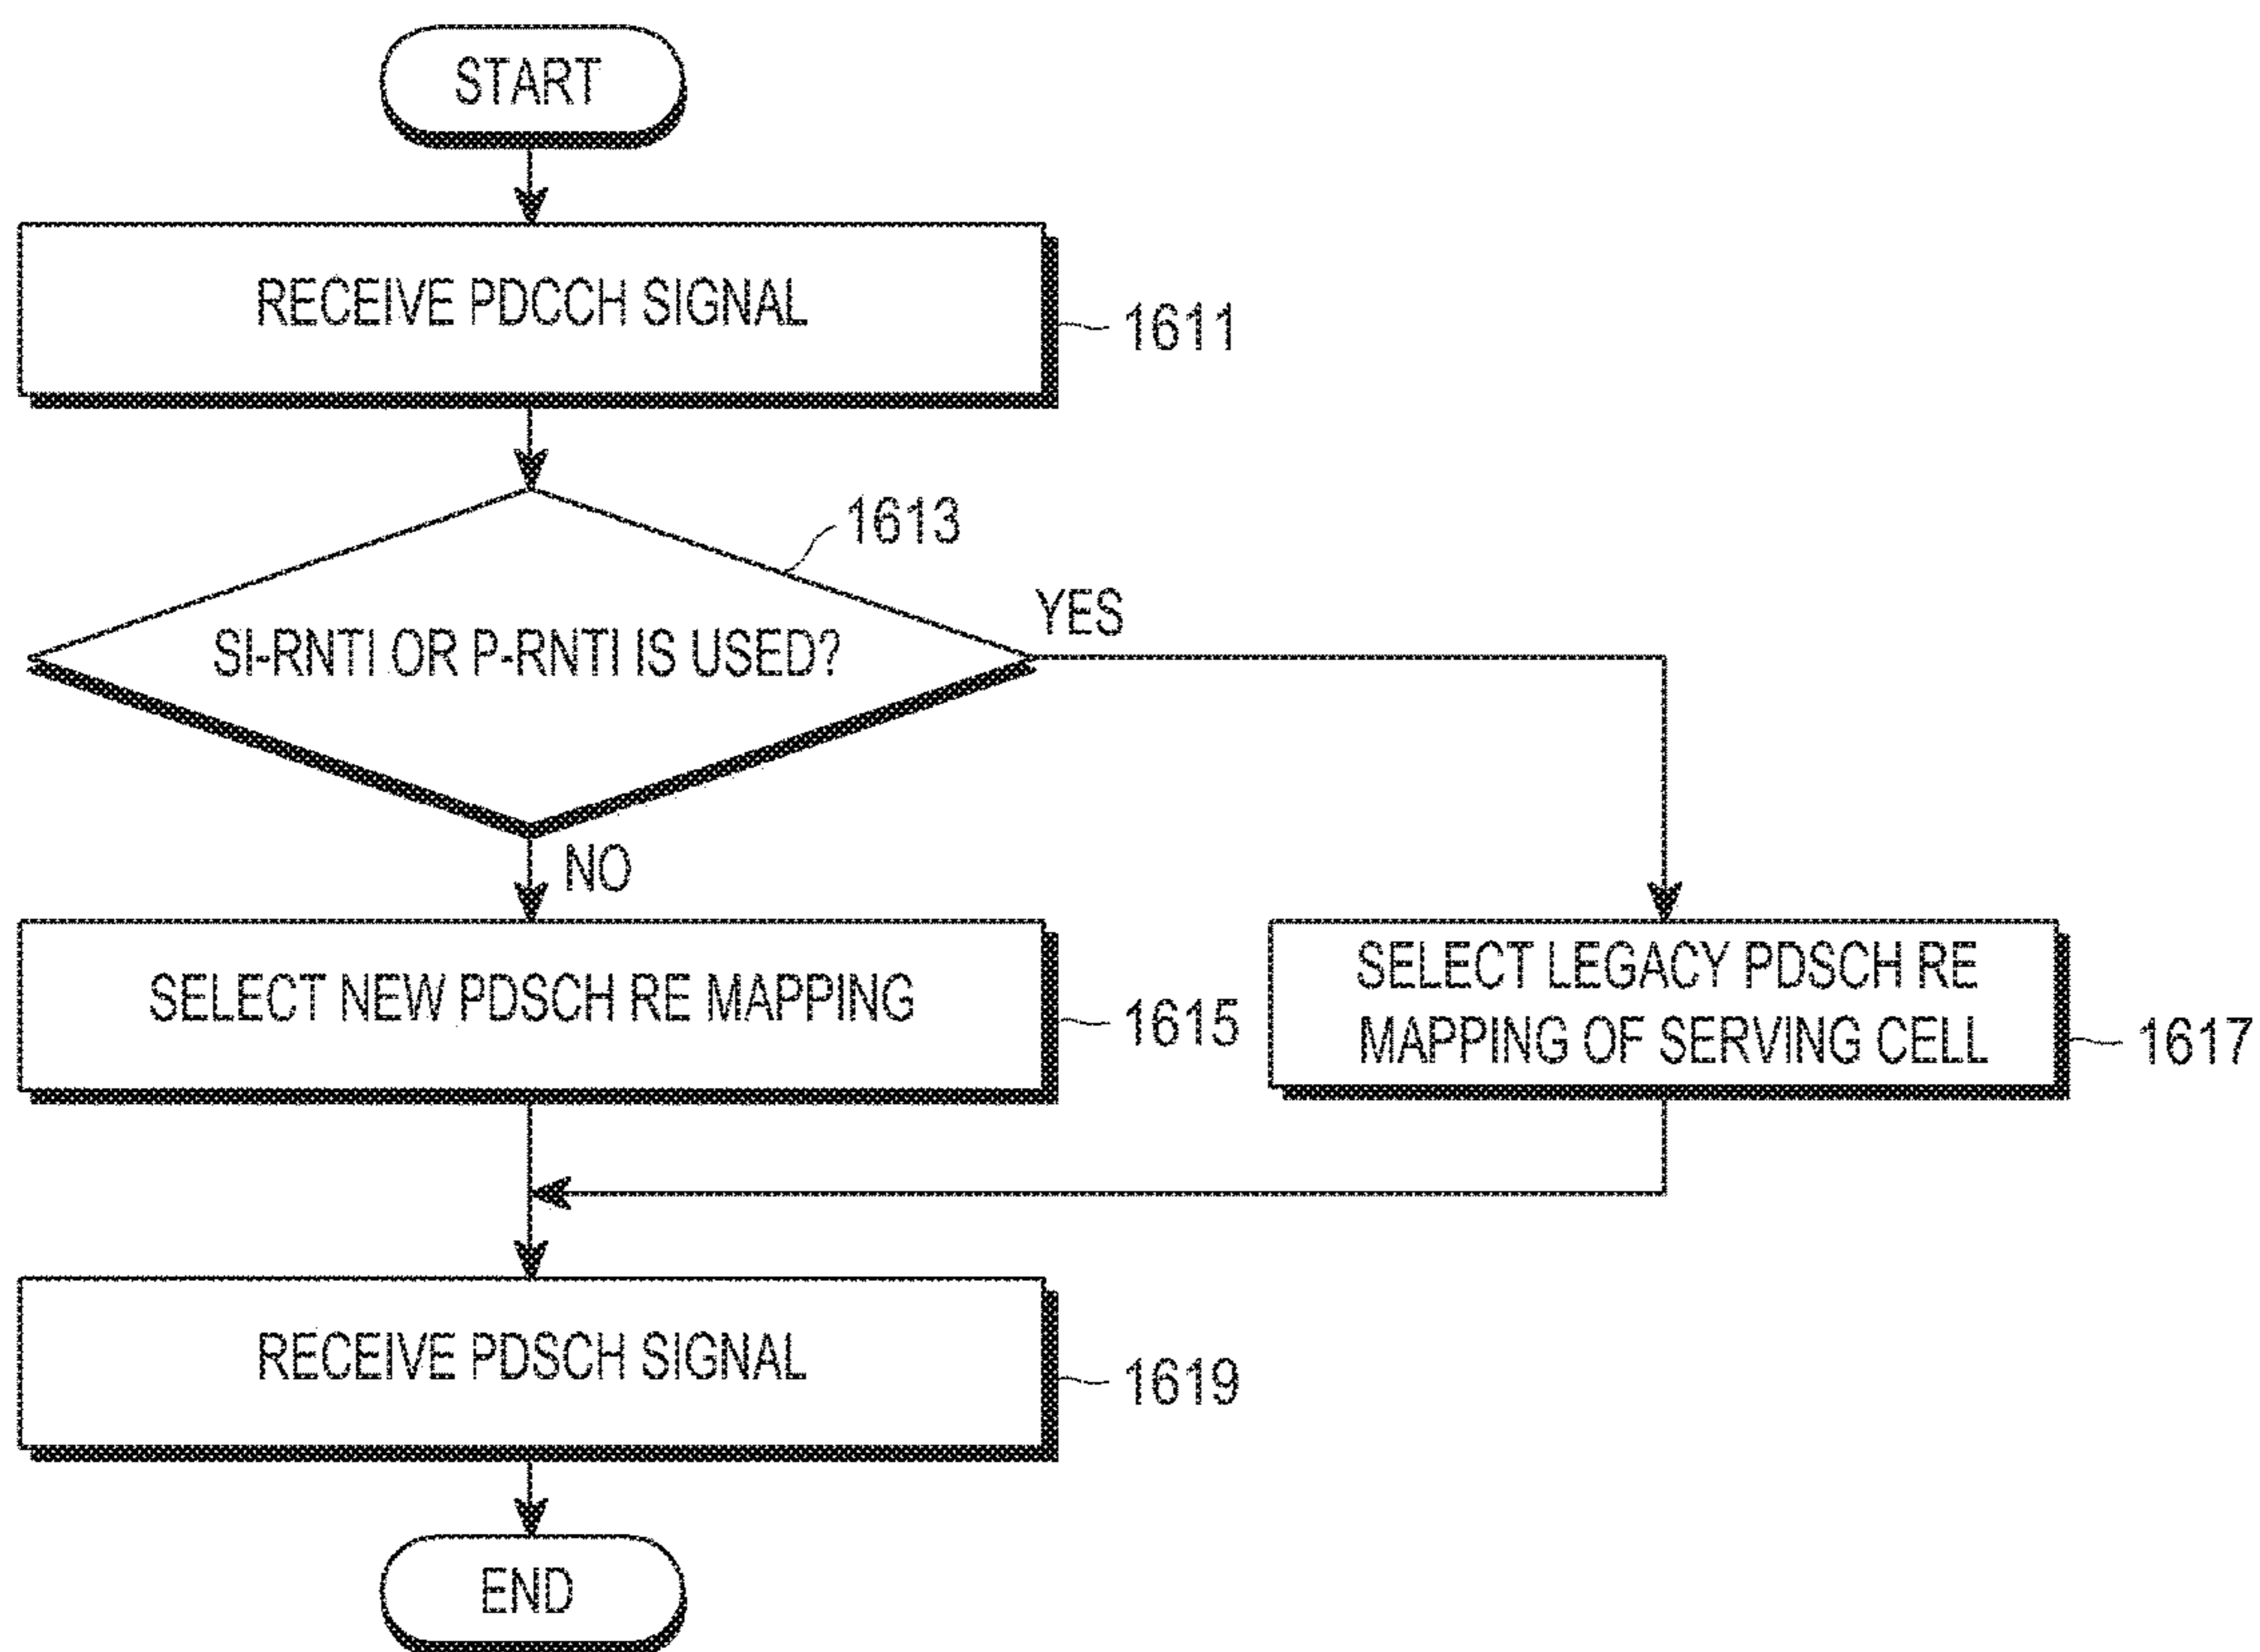 START
RECEIVE PDCCH SIGNAL
1611
1613
SI-RNTI OR P-RNTI IS USED?
YES
NO
SELECT NEW PDSCH RE MAPPING
1615
SELECT LEGACY PDSCH RE
MAPPING OF SERVING CELL
1617
RECEIVE PDSCH SIGNAL
1619
END